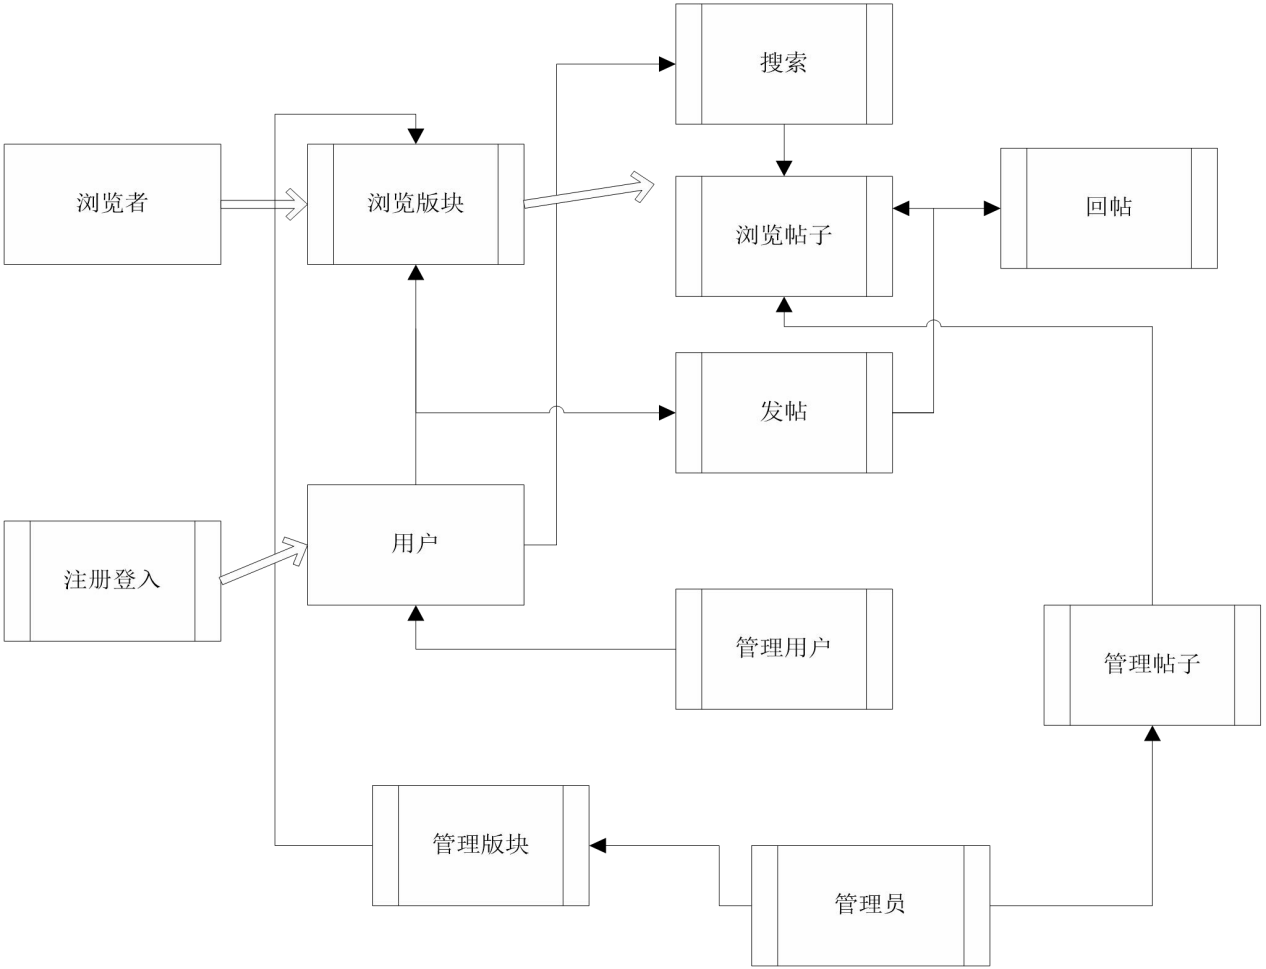 搜索
浏览者
浏览版块
浏览帖子
回帖
发帖
用户
注册登入
管理用户
管理帖子
管理版块
管理员